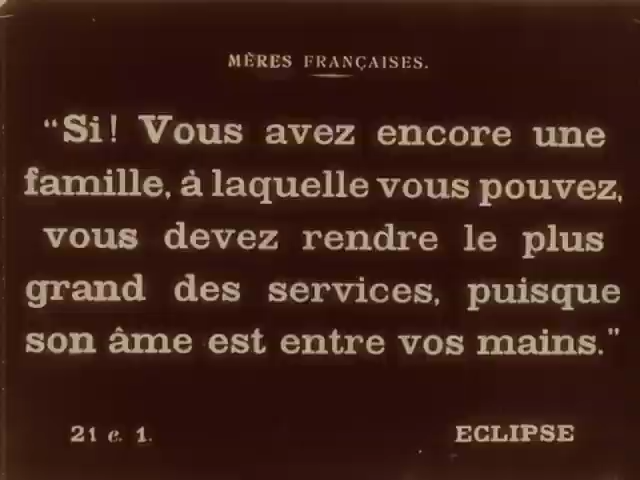 MÈRES FRANÇAISES.
"Si! Vous avez encore une
famille, à laquelle vous pouvez,
vous devez rendre le plus
grand des services, puisque
son âme est entre vos mains."
21 e. 1.
ECLIPSE